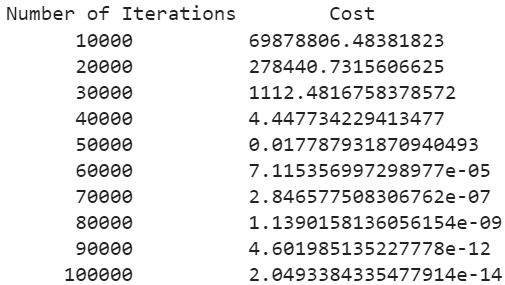 Number of Iterations Cost
10000 69878806.48381823
20000 278440.7315606625
30000 1112.4816758378572
40000 4.447734229413477
50000 0.017787931870940493
60000 7.115356997298977e-05
70000 2.846577508306762e-07
80000 1.1390158136056154e-09
90000 4.601985135227778e-12
100000 2.0493384335477914e-14